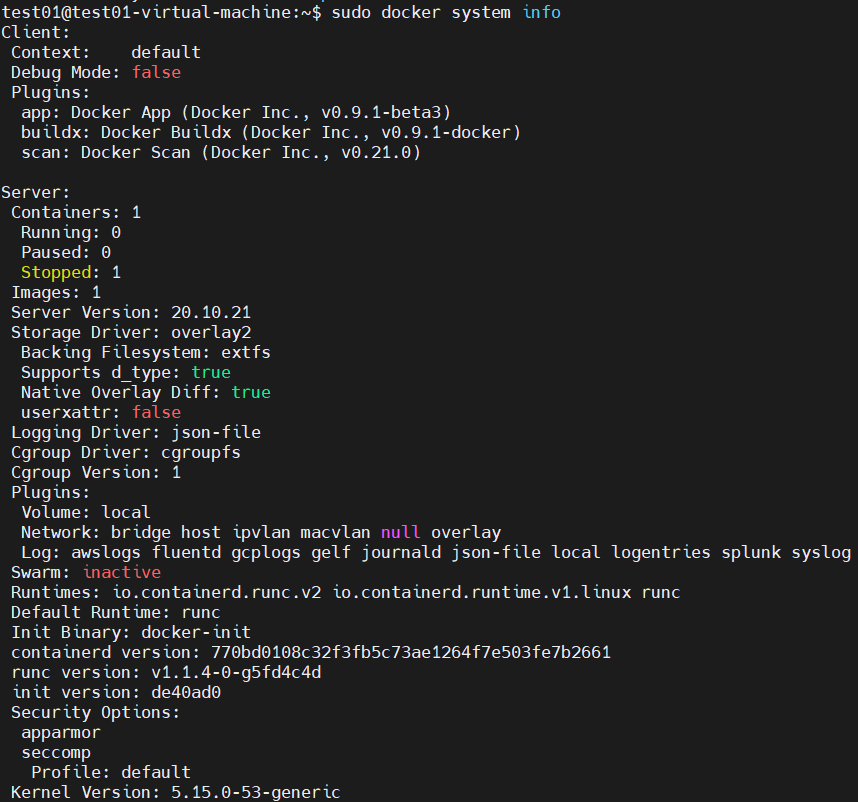 test01@test01-virtual-machine:~$ sudo docker system info
Client:
 Context:    default
 Debug Mode: false
 Plugins:
  app: Docker App (Docker Inc., v0.9.1-beta3)
  buildx: Docker Buildx (Docker Inc., v0.9.1-docker)
  scan: Docker Scan (Docker Inc., v0.21.0)

Server:
 Containers: 1
  Running: 0
  Paused: 0
  Stopped: 1
 Images: 1
 Server Version: 20.10.21
 Storage Driver: overlay2
  Backing Filesystem: extfs
  Supports d_type: true
  Native Overlay Diff: true
  userxattr: false
 Logging Driver: json-file
 Cgroup Driver: cgroupfs
 Cgroup Version: 1
 Plugins:
  Volume: local
  Network: bridge host ipvlan macvlan null overlay
  Log: awslogs fluentd gcplogs gelf journald json-file local logentries splunk syslog
 Swarm: inactive
 Runtimes: io.containerd.runc.v2 io.containerd.runtime.v1.linux runc
 Default Runtime: runc
 Init Binary: docker-init
 containerd version: 770bd0108c32f3fb5c73ae1264f7e503fe7b2661
 runc version: v1.1.4-0-g5fd4c4d
 init version: de40ad0
 Security Options:
  apparmor
  seccomp
   Profile: default
 Kernel Version: 5.15.0-53-generic